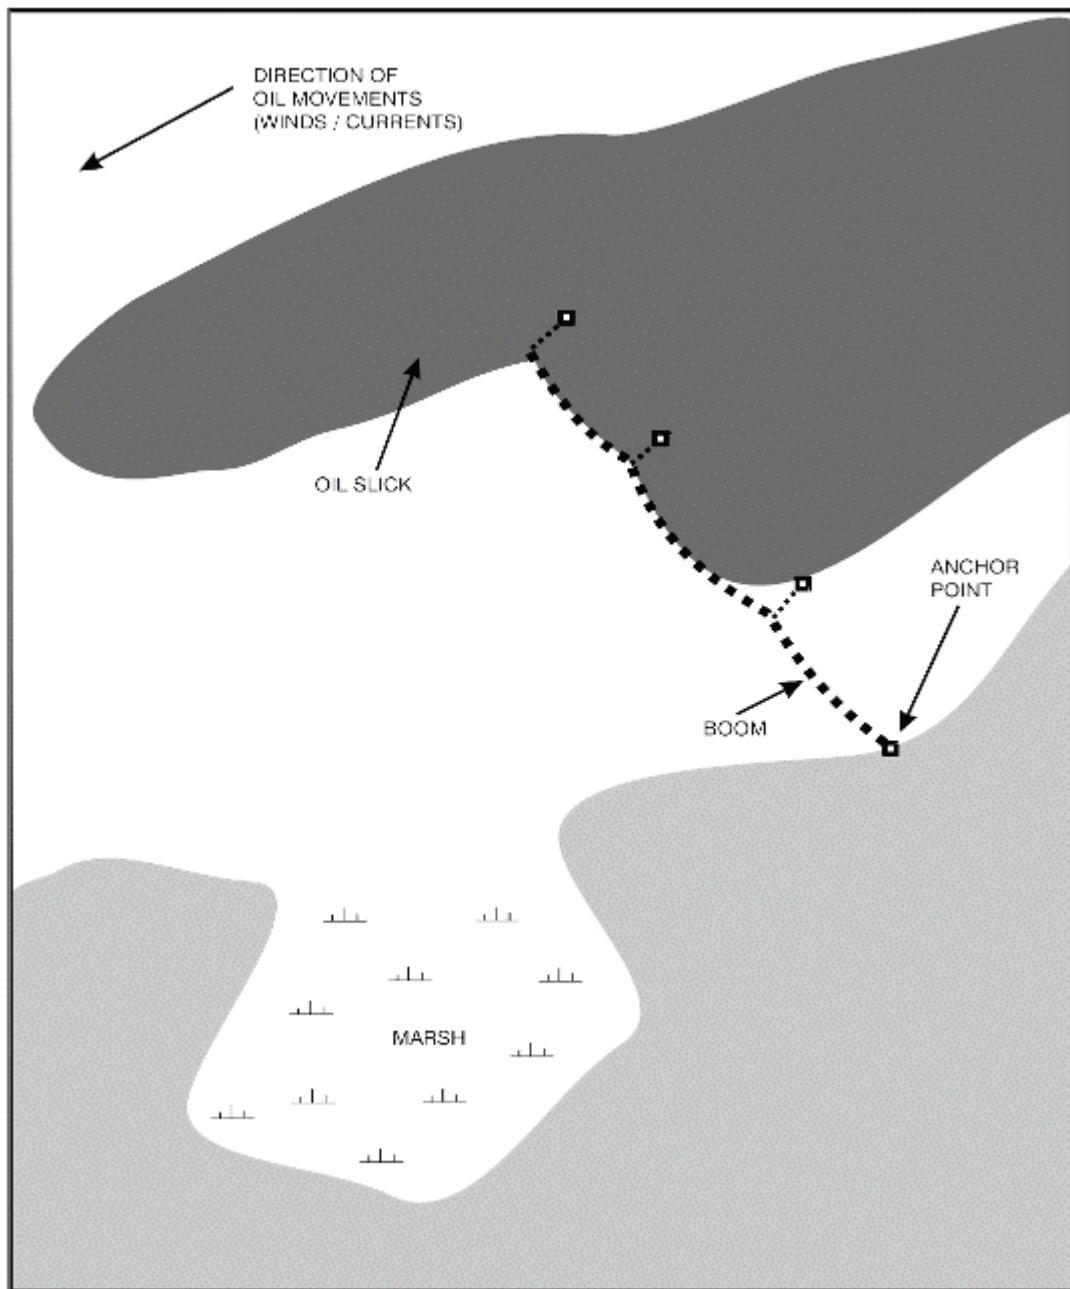 DIRECTION OF
OIL MOVEMENTS
(WINDS / CURRENTS)
OIL SLICK
ANCHOR
POINT
BOOM
MARSH